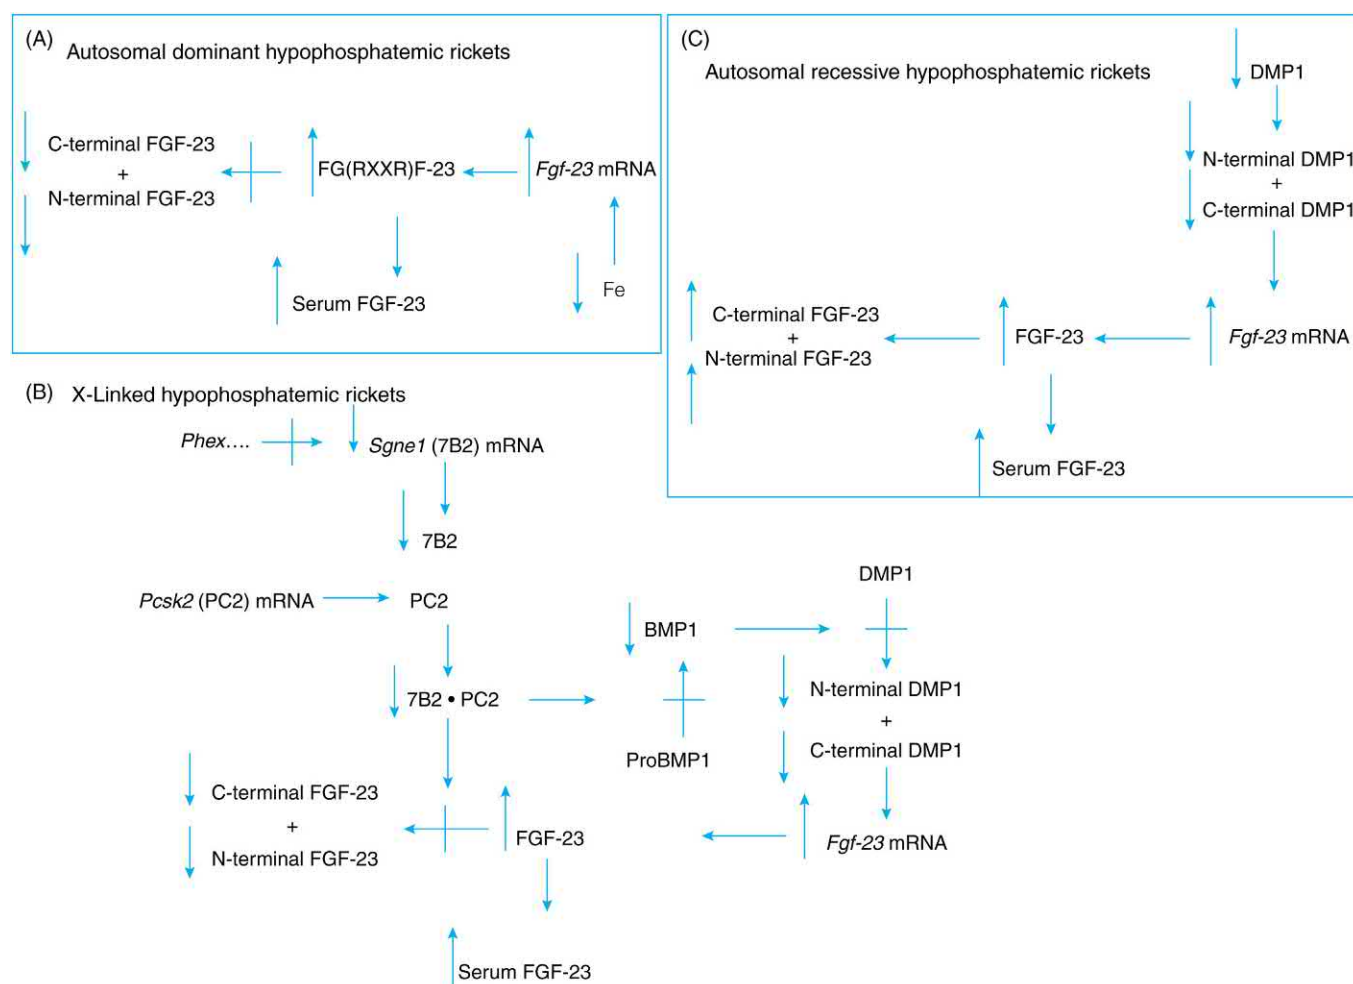 (A)
Autosomal dominant hypophosphatemic rickets
C-terminal FGF-23
+
N-terminal FGF-23
FG(RXXR)F-23
Fgf-23 mRNA
Serum FGF-23
Fe
(C)
Autosomal recessive hypophosphatemic rickets
DMP1
N-terminal DMP1
+
C-terminal DMP1
C-terminal FGF-23
+
N-terminal FGF-23
FGF-23
Fgf-23 mRNA
Serum FGF-23
(B) X-Linked hypophosphatemic rickets
Phex....
Sgne1 (7B2) mRNA
7B2
Pcsk2 (PC2) mRNA
PC2
7B2 • PC2
BMP1
ProBMP1
DMP1
N-terminal DMP1
+
C-terminal DMP1
Fgf-23 mRNA
C-terminal FGF-23
+
N-terminal FGF-23
FGF-23
Serum FGF-23